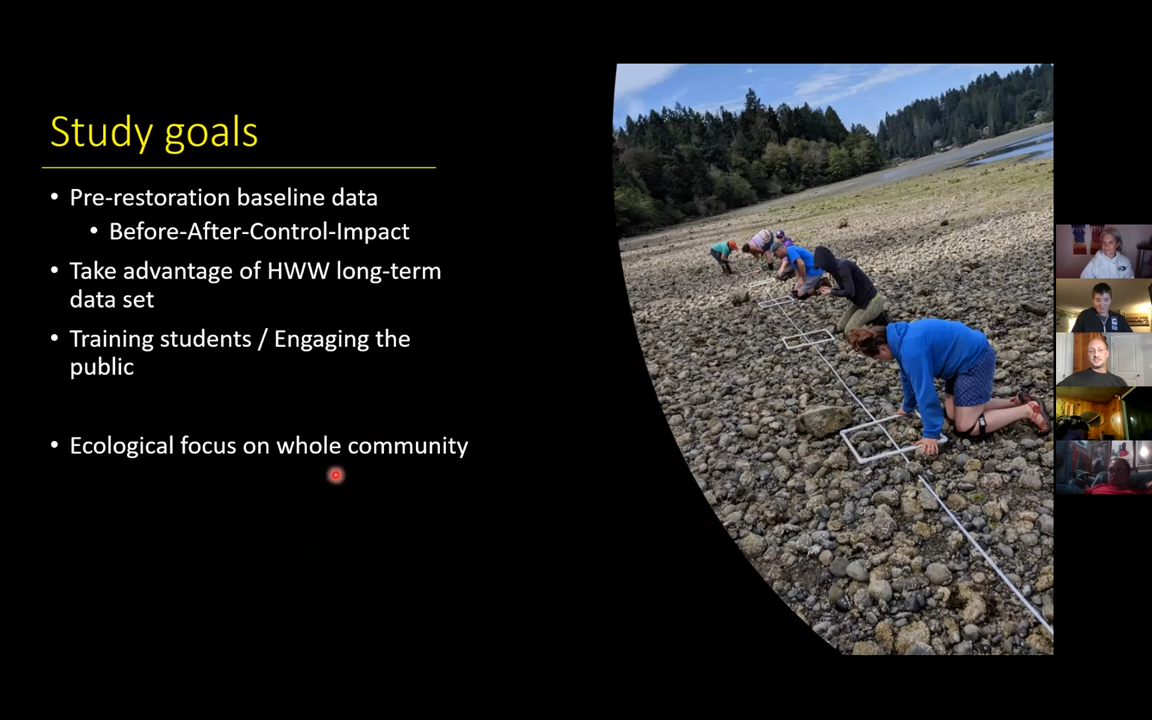 Study goals
• Pre-restoration baseline data
• Before-After-Control-Impact
• Take advantage of HWW long-term
data set
• Training students / Engaging the
public
• Ecological focus on whole community